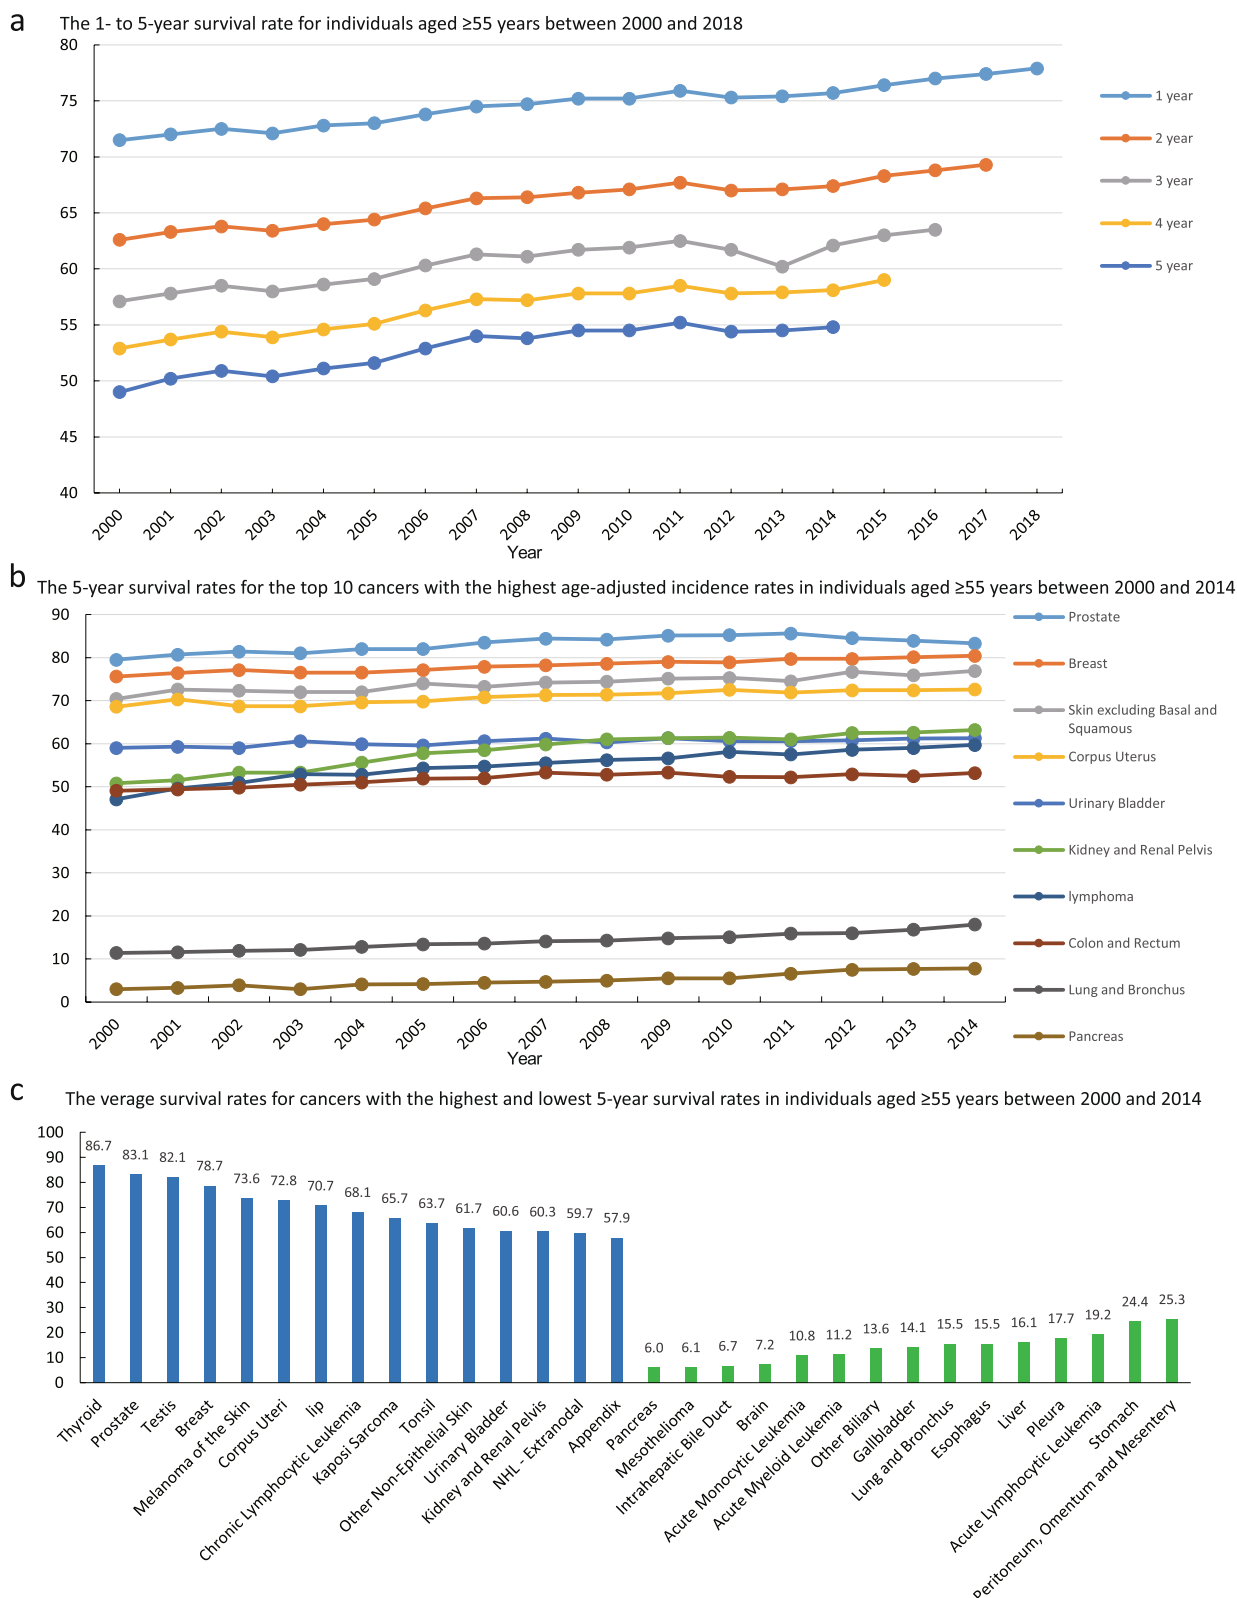 a
The 1- to 5-year survival rate for individuals aged ≥55 years between 2000 and 2018
80
75
70
65
60
55
50
45
40
2000 2001 2002 2003 2004 2005 2006 2007 2008 2009 2010 2011 2012 2013 2014 2015 2016 2017 2018
Year
1 year
2 year
3 year
4 year
5 year
b
The 5-year survival rates for the top 10 cancers with the highest age-adjusted incidence rates in individuals aged ≥55 years between 2000 and 2014
90
80
70
60
50
40
30
20
10
0
2000 2001 2002 2003 2004 2005 2006 2007 2008 2009 2010 2011 2012 2013 2014
Year
Prostate
Breast
Skin excluding Basal and
Squamous
Corpus Uterus
Urinary Bladder
Kidney and Renal Pelvis
lymphoma
Colon and Rectum
Lung and Bronchus
Pancreas
c
The verage survival rates for cancers with the highest and lowest 5-year survival rates in individuals aged ≥55 years between 2000 and 2014
100
90
80
70
60
50
40
30
20
10
0
86.7 83.1 82.1 78.7 73.6 72.8 70.7 68.1 65.7 63.7 61.7 60.6 60.3 59.7 57.9 6.0 6.1 6.7 7.2 10.8 11.2 13.6 14.1 15.5 15.5 16.1 17.7 19.2 24.4 25.3
Thyroid
Prostate
Testis
Breast
Melanoma of the Skin
Corpus Uteri
lip
Chronic Lymphocytic Leukemia
Kaposi Sarcoma
Tonsil
Other Non-Epithelial Skin
Urinary Bladder
Kidney and Renal Pelvis
NHL - Extranodal
Appendix
Pancreas
Mesothelioma
Intrahepatic Bile Duct
Brain
Acute Monocytic Leukemia
Acute Myeloid Leukemia
Other Biliary
Gallbladder
Lung and Bronchus
Esophagus
Liver
Pleura
Acute Lymphocytic Leukemia
Stomach
Peritoneum, Omentum and Mesentery